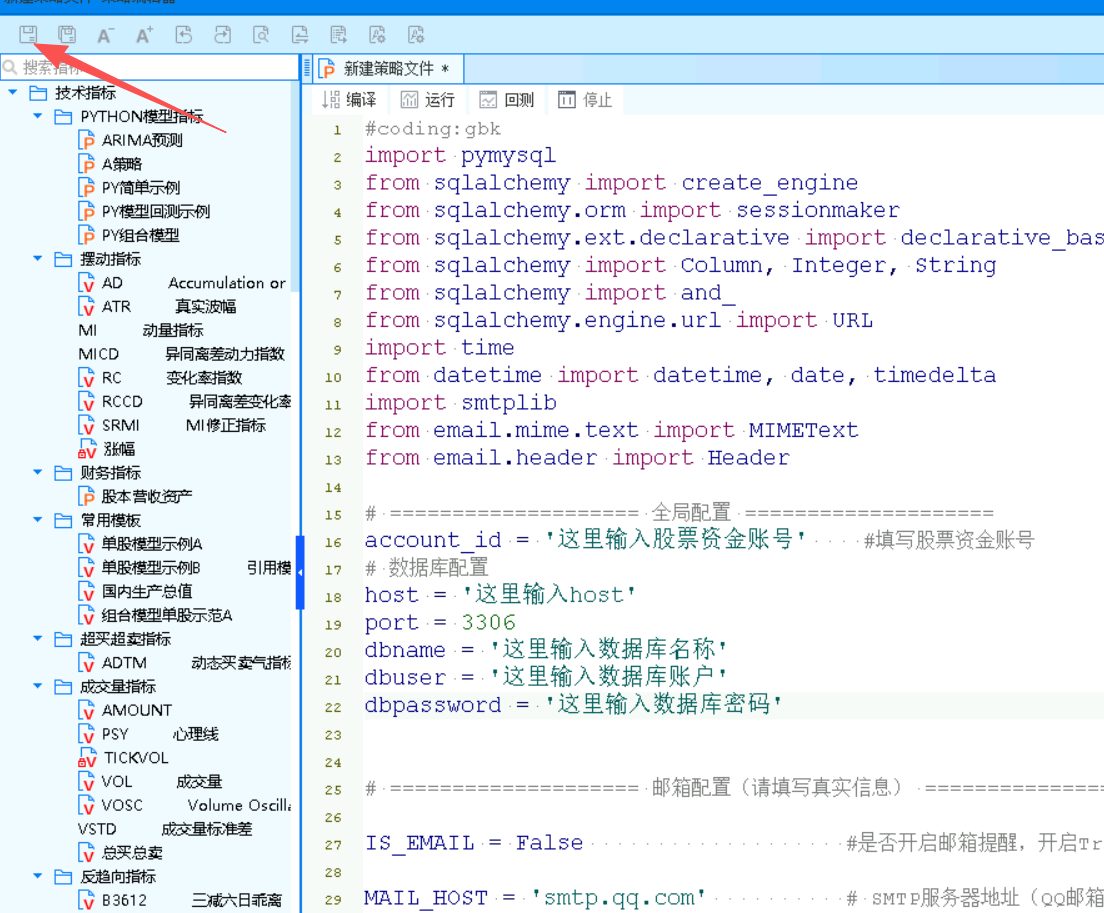 A⁻
A⁺
搜索指标
新建策略文件 *
编译
运行
回测
停止
技术指标
PYTHON模型指标
ARIMA预测
A策略
PY简单示例
PY模型回测示例
PY组合模型
摆动指标
AD Accumulation or
ATR 真实波幅
MI 动量指标
MICD 异同离差动力指数
RC 变化率指数
RCCD 异同离差变化率
SRMI MI修正指标
涨幅
财务指标
股本营收资产
常用模板
单股模型示例A
单股模型示例B 引用模
国内生产总值
组合模型单股示范A
超买超卖指标
ADTM 动态买卖气指标
成交量指标
AMOUNT
PSY 心理线
TICKVOL
VOL 成交量
VOSC Volume Oscilla
VSTD 成交量标准差
总买总卖
反趋向指标
B3612 三减六日乖离
1 #coding:gbk
2 import pymysql
3 from sqlalchemy import create_engine
4 from sqlalchemy.orm import sessionmaker
5 from sqlalchemy.ext.declarative import declarative_bas
6 from sqlalchemy import Column, Integer, String
7 from sqlalchemy import and_
8 from sqlalchemy.engine.url import URL
9 import time
10 from datetime import datetime, date, timedelta
11 import smtplib
12 from email.mime.text import MIMEText
13 from email.header import Header
14
15 # ==================== 全局配置 ====================
16 account_id = '这里输入股票资金账号' #填写股票资金账号
17 # 数据库配置
18 host = '这里输入host'
19 port = 3306
20 dbname = '这里输入数据库名称'
21 dbuser = '这里输入数据库账户'
22 dbpassword = '这里输入数据库密码'
23
24
25 # ==================== 邮箱配置（请填写真实信息） ===============
26
27 IS_EMAIL = False #是否开启邮箱提醒，开启Tr
28
29 MAIL_HOST = 'smtp.qq.com' # SMTP服务器地址（QQ邮箱